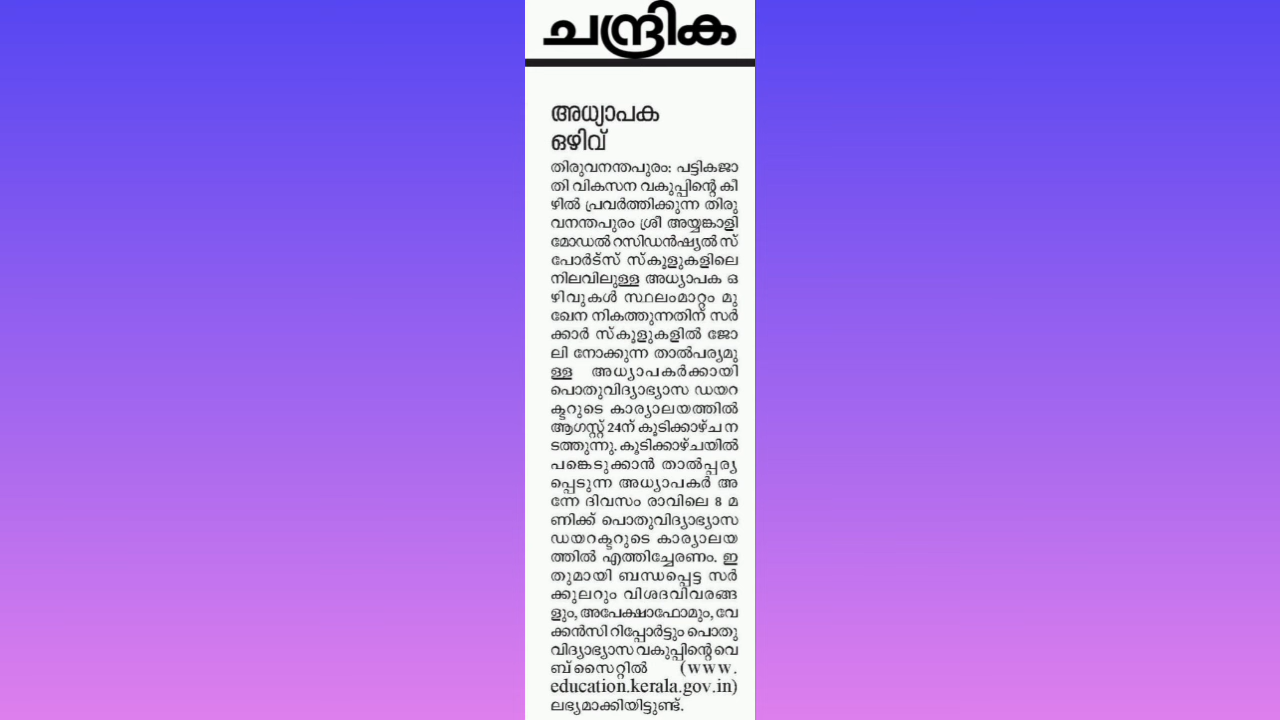 ചന്ദ്രിക
അധ്യാപക
ഒഴിവ്
തിരുവനന്തപുരം: പട്ടികജാ
തി വികസന വകുപ്പിന്റെ കീ
ഴിൽ പ്രവർത്തിക്കുന്ന തിരു
വനന്തപുരം ശ്രീ അയ്യങ്കാളി
മോഡൽ റസിഡൻഷ്യൽ സ്
പോർട്സ് സ്കൂളുകളിലെ
നിലവിലുള്ള അധ്യാപക ഒ
ഴിവുകൾ സ്ഥലംമാറ്റം മു
ഖേന നികത്തുന്നതിന് സർ
ക്കാർ സ്കൂളുകളിൽ ജോ
ലി നോക്കുന്ന താൽപര്യമു
ള്ള അധ്യാപകർക്കായി
പൊതുവിദ്യാഭ്യാസ ഡയറ
ക്ടറുടെ കാര്യാലയത്തിൽ
ആഗസ്റ്റ് 24ന് കൂടിക്കാഴ്ച ന
ടത്തുന്നു. കൂടിക്കാഴ്ചയിൽ
പങ്കെടുക്കാൻ താൽപ്പര്യ
പ്പെടുന്ന അധ്യാപകർ അ
ന്നേ ദിവസം രാവിലെ 8 മ
ണിക്ക് പൊതുവിദ്യാഭ്യാസ
ഡയറക്ടറുടെ കാര്യാലയ
ത്തിൽ എത്തിച്ചേരണം. ഇ
തുമായി ബന്ധപ്പെട്ട സർ
ക്കുലറും വിശദവിവരങ്ങ
ളും, അപേക്ഷാഫോമും, വേ
ക്കൻസി റിപ്പോർട്ടും പൊതു
വിദ്യാഭ്യാസ വകുപ്പിന്റെ വെ
ബ് സൈറ്റിൽ (www.
education.kerala.gov.in)
ലഭ്യമാക്കിയിട്ടുണ്ട്.